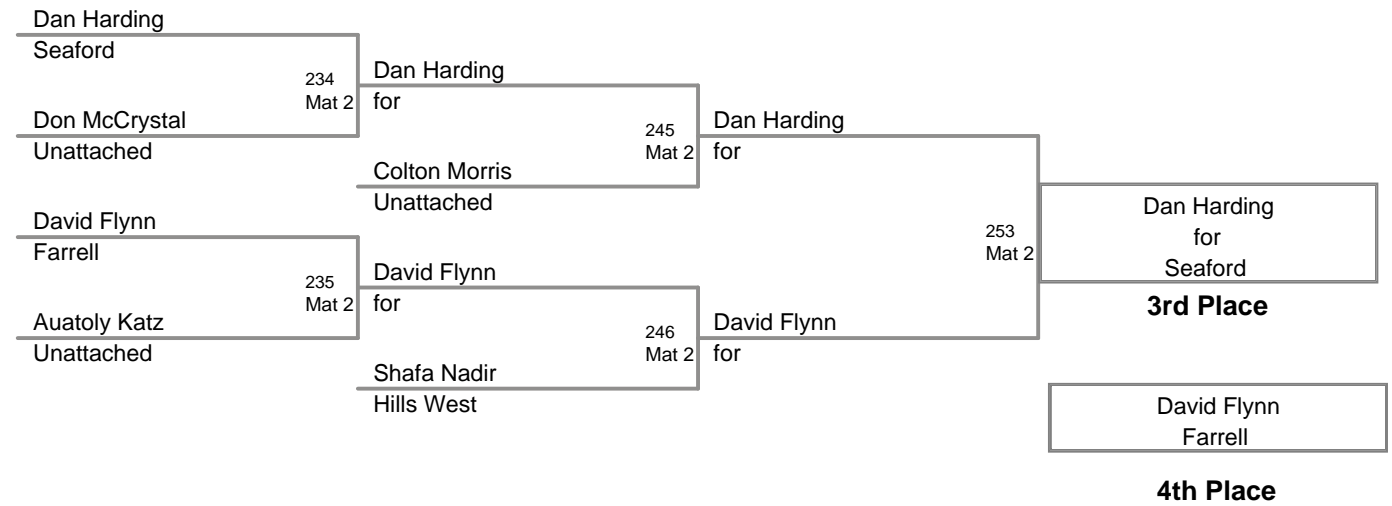 Dan Harding
Seaford
234
Mat 2
Dan Harding
for
Don McCrystal
Unattached
245
Mat 2
Dan Harding
for
Colton Morris
Unattached
David Flynn
Farrell
253
Mat 2
Dan Harding
for
Seaford
3rd Place
235
Mat 2
David Flynn
for
Auatoly Katz
Unattached
246
Mat 2
David Flynn
for
Shafa Nadir
Hills West
David Flynn
Farrell
4th Place